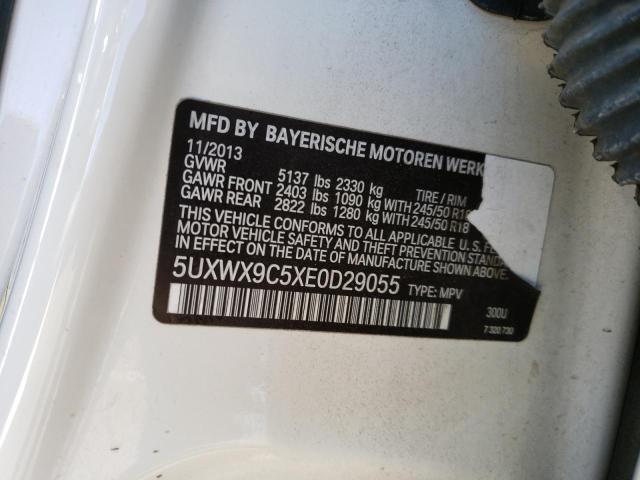 MFD BY BAYERISCHE MOTOREN WERK
11/2013
GVWR 5137 lbs 2330 kg TIRE / RIM
GAWR FRONT 2403 lbs 1090 kg WITH 245/50 R18
GAWR REAR 2822 lbs 1280 kg WITH 245/50 R18
THIS VEHICLE CONFORMS TO ALL APPLICABLE U.S. FE
MOTOR VEHICLE SAFETY AND THEFT PREVENTION STAN
IN EFFECT ON THE DATE OF MANUFACTURE SHOWN AB
5UXWX9C5XE0D29055 TYPE: MPV
300U
7 320 730